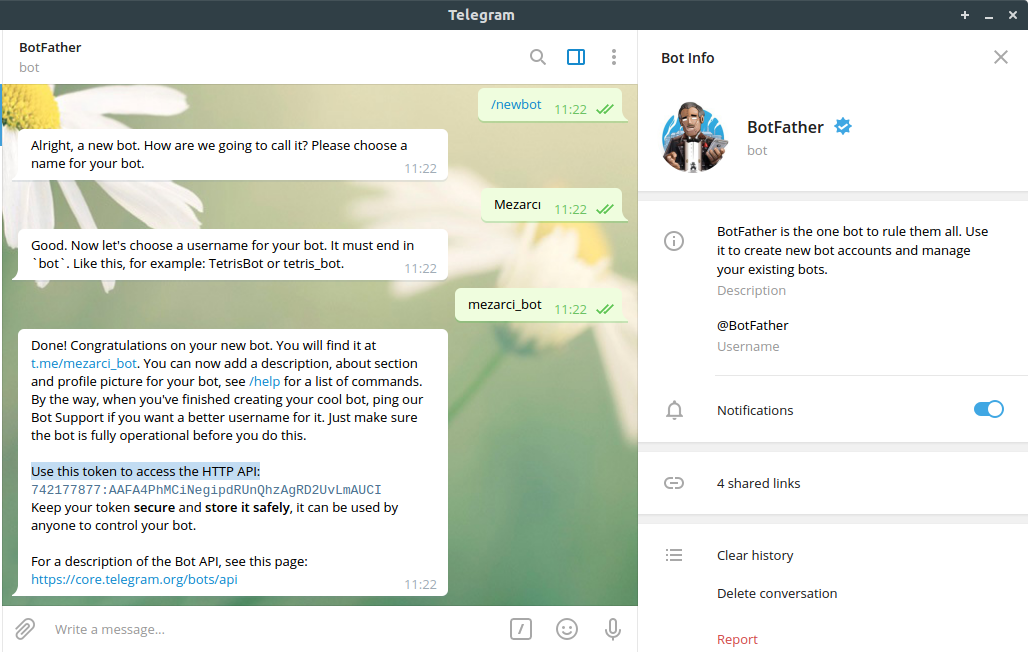 Telegram
BotFather
bot
/newbot 11:22
Alright, a new bot. How are we going to call it? Please choose a
name for your bot.
11:22
Mezarcı 11:22
Good. Now let's choose a username for your bot. It must end in
`bot`. Like this, for example: TetrisBot or tetris_bot.
11:22
mezarci_bot 11:22
Done! Congratulations on your new bot. You will find it at
t.me/mezarci_bot. You can now add a description, about section
and profile picture for your bot, see /help for a list of commands.
By the way, when you've finished creating your cool bot, ping our
Bot Support if you want a better username for it. Just make sure
the bot is fully operational before you do this.
Use this token to access the HTTP API:
742177877:AAFA4PhMCiNegipdRUnQhzAgRD2UvLmAUCI
Keep your token secure and store it safely, it can be used by
anyone to control your bot.
For a description of the Bot API, see this page:
https://core.telegram.org/bots/api
11:22
Write a message...
Bot Info
BotFather
bot
BotFather is the one bot to rule them all. Use
it to create new bot accounts and manage
your existing bots.
Description
@BotFather
Username
Notifications
4 shared links
Clear history
Delete conversation
Report